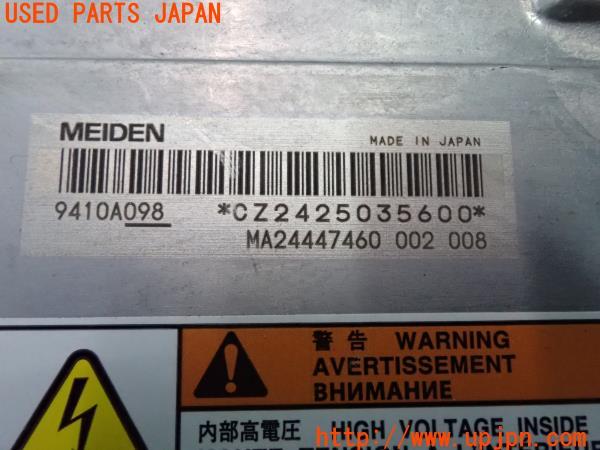 USED PARTS JAPAN
MEIDEN
MADE IN JAPAN
9410A098 *CZ2425035600*
MA24447460 002 008
警告 WARNING
AVERTISSEMENT
ВНИМАНИЕ
内部高電圧 HIGH VOLTAGE INSIDE
http://www.upjpn.com/